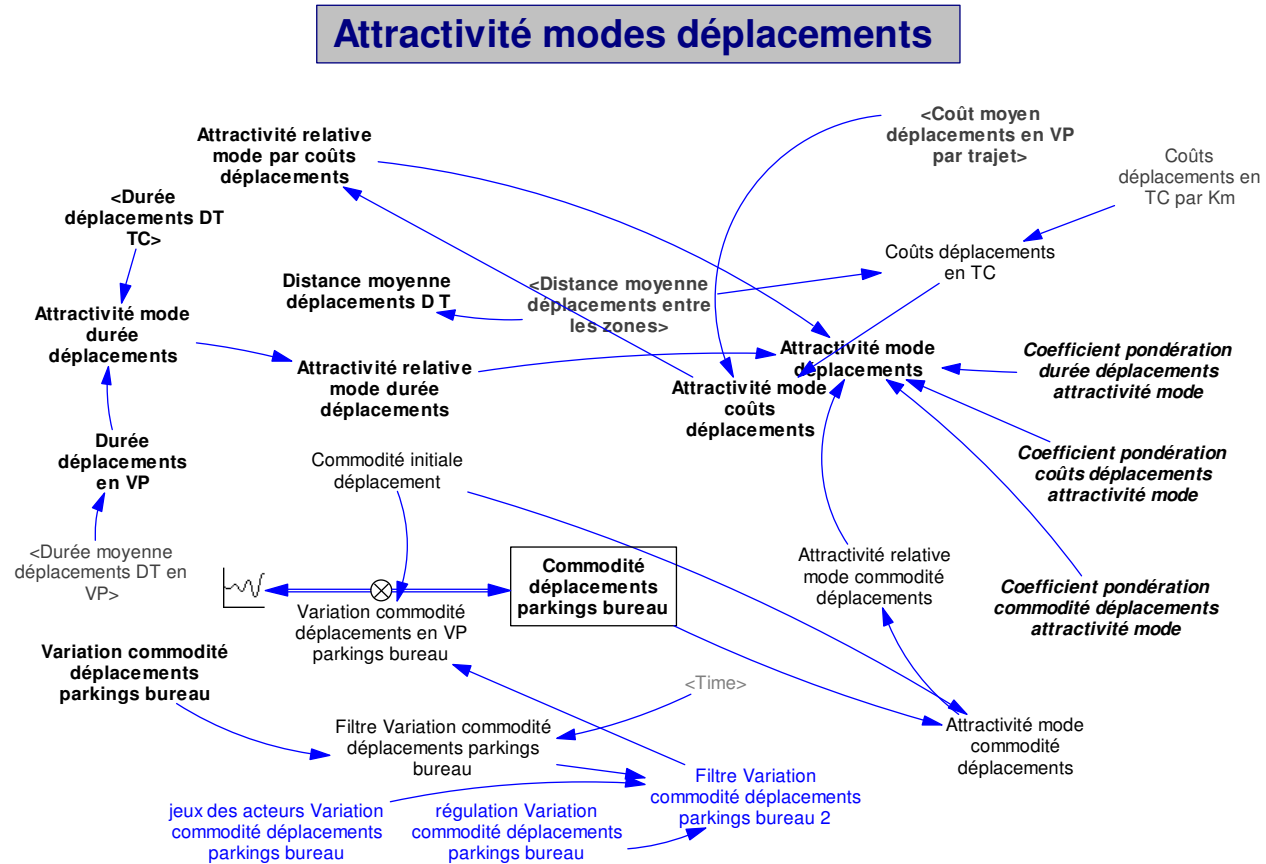 Attractivité modes déplacements
<Coût moyen
déplacements en VP
par trajet>
Attractivité relative
mode par coûts
déplacements
Coûts
déplacements en
TC par Km
<Durée
déplacements DT
TC>
Coûts déplacements
en TC
Distance moyenne
déplacements D T
<Distance moyenne
déplacements entre
les zones>
Attractivité mode
durée
déplacements
Attractivité mode
déplacements
Coefficient pondération
durée déplacements
attractivité mode
Attractivité relative
mode durée
déplacements
Attractivité mode
coûts
déplacements
Durée
déplacements
en VP
Commodité initiale
déplacement
Coefficient pondération
coûts déplacements
attractivité mode
<Durée moyenne
déplacements DT en
VP>
Commodité
déplacements
parkings bureau
Attractivité relative
mode commodité
déplacements
Coefficient pondération
commodité déplacements
attractivité mode
Variation commodité
déplacements en VP
parkings bureau
Variation commodité
déplacements
parkings bureau
<Time>
Filtre Variation commodité
déplacements parkings
bureau
Attractivité mode
commodité
déplacements
Filtre Variation
commodité déplacements
parkings bureau 2
jeux des acteurs Variation
commodité déplacements
parkings bureau
régulation Variation
commodité déplacements
parkings bureau